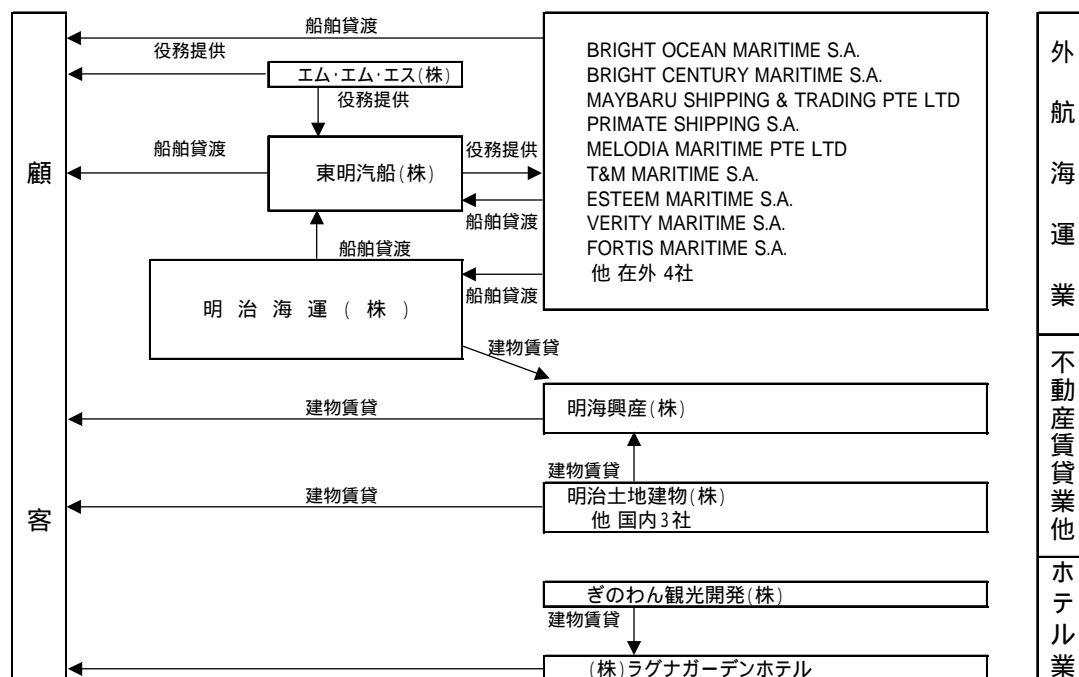 船舶貸渡
役務提供
エム・エム・エス(株)
役務提供
船舶貸渡
東明汽船(株)
役務提供
船舶貸渡
船舶貸渡
明治海運(株)
船舶貸渡
BRIGHT OCEAN MARITIME S.A.
BRIGHT CENTURY MARITIME S.A.
MAYBARU SHIPPING & TRADING PTE LTD
PRIMATE SHIPPING S.A.
MELODIA MARITIME PTE LTD
T&M MARITIME S.A.
ESTEEM MARITIME S.A.
VERITY MARITIME S.A.
FORTIS MARITIME S.A.
他 在外 4社
外航海運業
建物賃貸
建物賃貸
明海興産(株)
建物賃貸
建物賃貸
明治土地建物(株)
他 国内3社
不動産賃貸業他
ぎのわん観光開発(株)
建物賃貸
(株)ラグナガーデンホテル
ホテル業
顧客